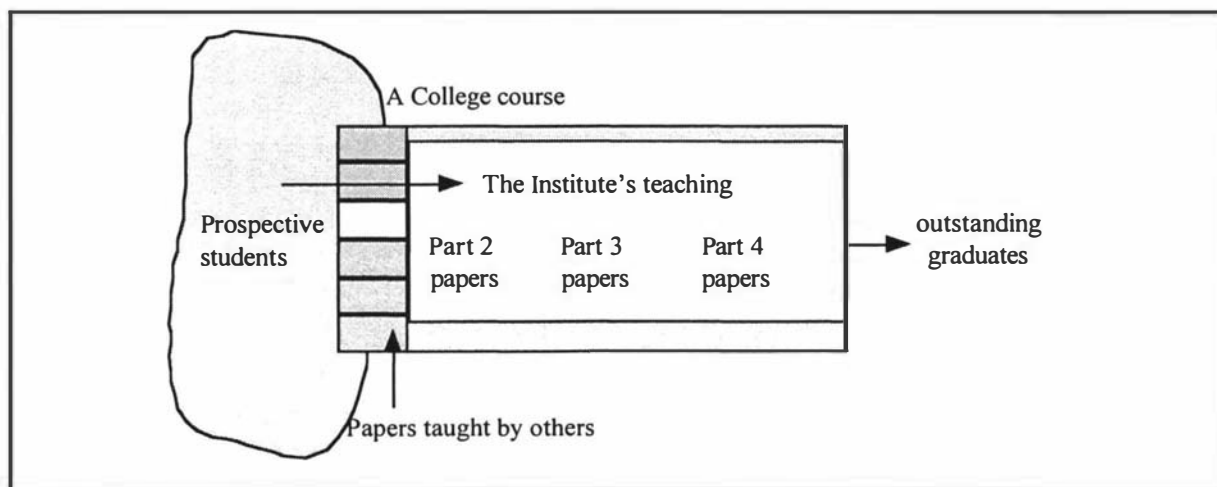 A College course
The Institute's teaching
Prospective
students
Part 2
papers
Part 3
papers
Part 4
papers
outstanding
graduates
Papers taught by others